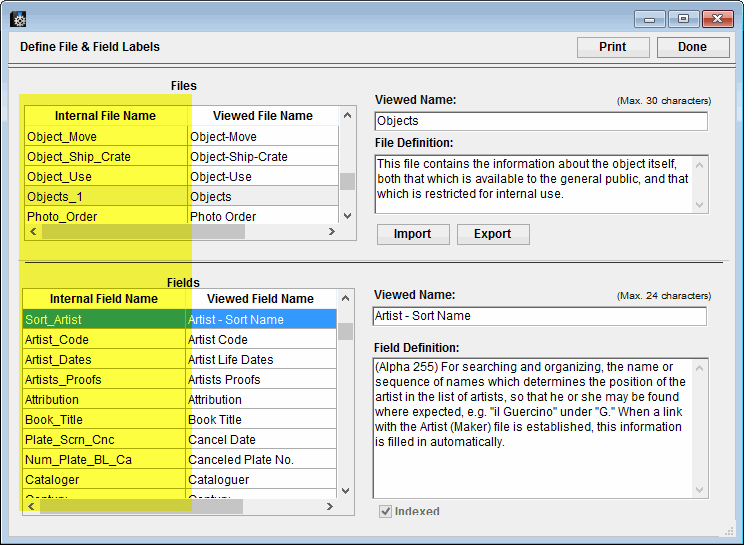 Define File & Field Labels
Print
Done
Files
Internal File Name Viewed File Name
Object_Move Object-Move
Object_Ship_Crate Object-Ship-Crate
Object_Use Object-Use
Objects_1 Objects
Photo_Order Photo Order
Viewed Name: (Max. 30 characters)
Objects
File Definition:
This file contains the information about the object itself,
both that which is available to the general public, and that
which is restricted for internal use.
Import
Export
Fields
Internal Field Name Viewed Field Name
Sort_Artist Artist - Sort Name
Artist_Code Artist Code
Artist_Dates Artist Life Dates
Artists_Proofs Artists Proofs
Attribution Attribution
Book_Title Book Title
Plate_Scrn_Cnc Cancel Date
Num_Plate_BL_Ca Canceled Plate No.
Cataloger Cataloguer
Century Century
Viewed Name: (Max. 24 characters)
Artist - Sort Name
Field Definition:
(Alpha 255) For searching and organizing, the name or
sequence of names which determines the position of the
artist in the list of artists, so that he or she may be found
where expected, e.g. "il Guercino" under "G." When a link
with the Artist (Maker) file is established, this information
is filled in automatically.
Indexed